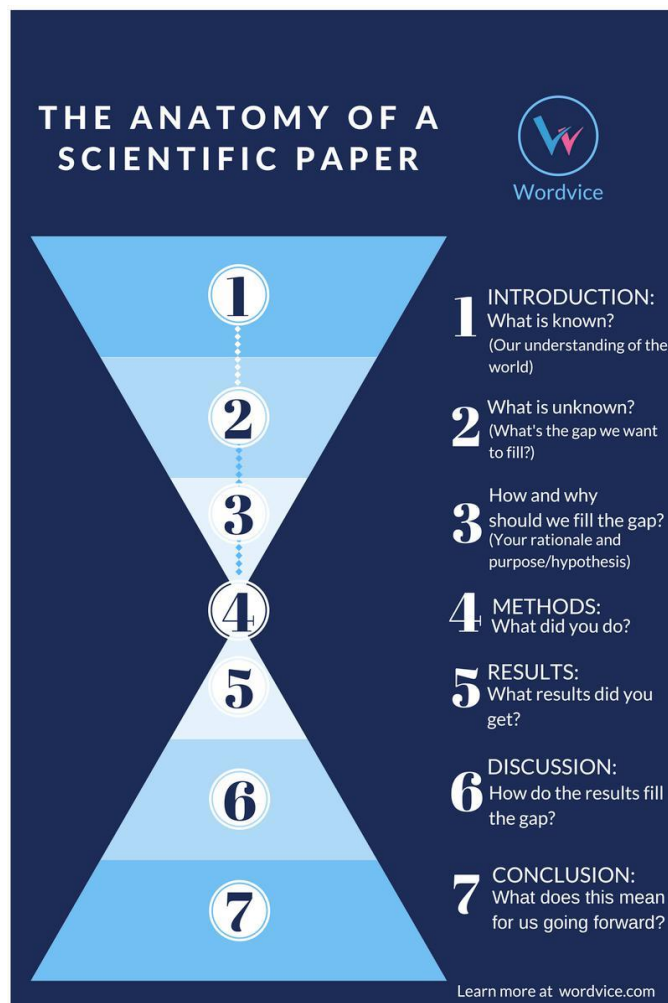 THE ANATOMY OF A
SCIENTIFIC PAPER
Wordvice
1
2
3
4
5
6
7
1 INTRODUCTION:
What is known?
(Our understanding of the
world)
2 What is unknown?
(What's the gap we want
to fill?)
3 How and why
should we fill the gap?
(Your rationale and
purpose/hypothesis)
4 METHODS:
What did you do?
5 RESULTS:
What results did you
get?
6 DISCUSSION:
How do the results fill
the gap?
7 CONCLUSION:
What does this mean
for us going forward?
Learn more at wordvice.com